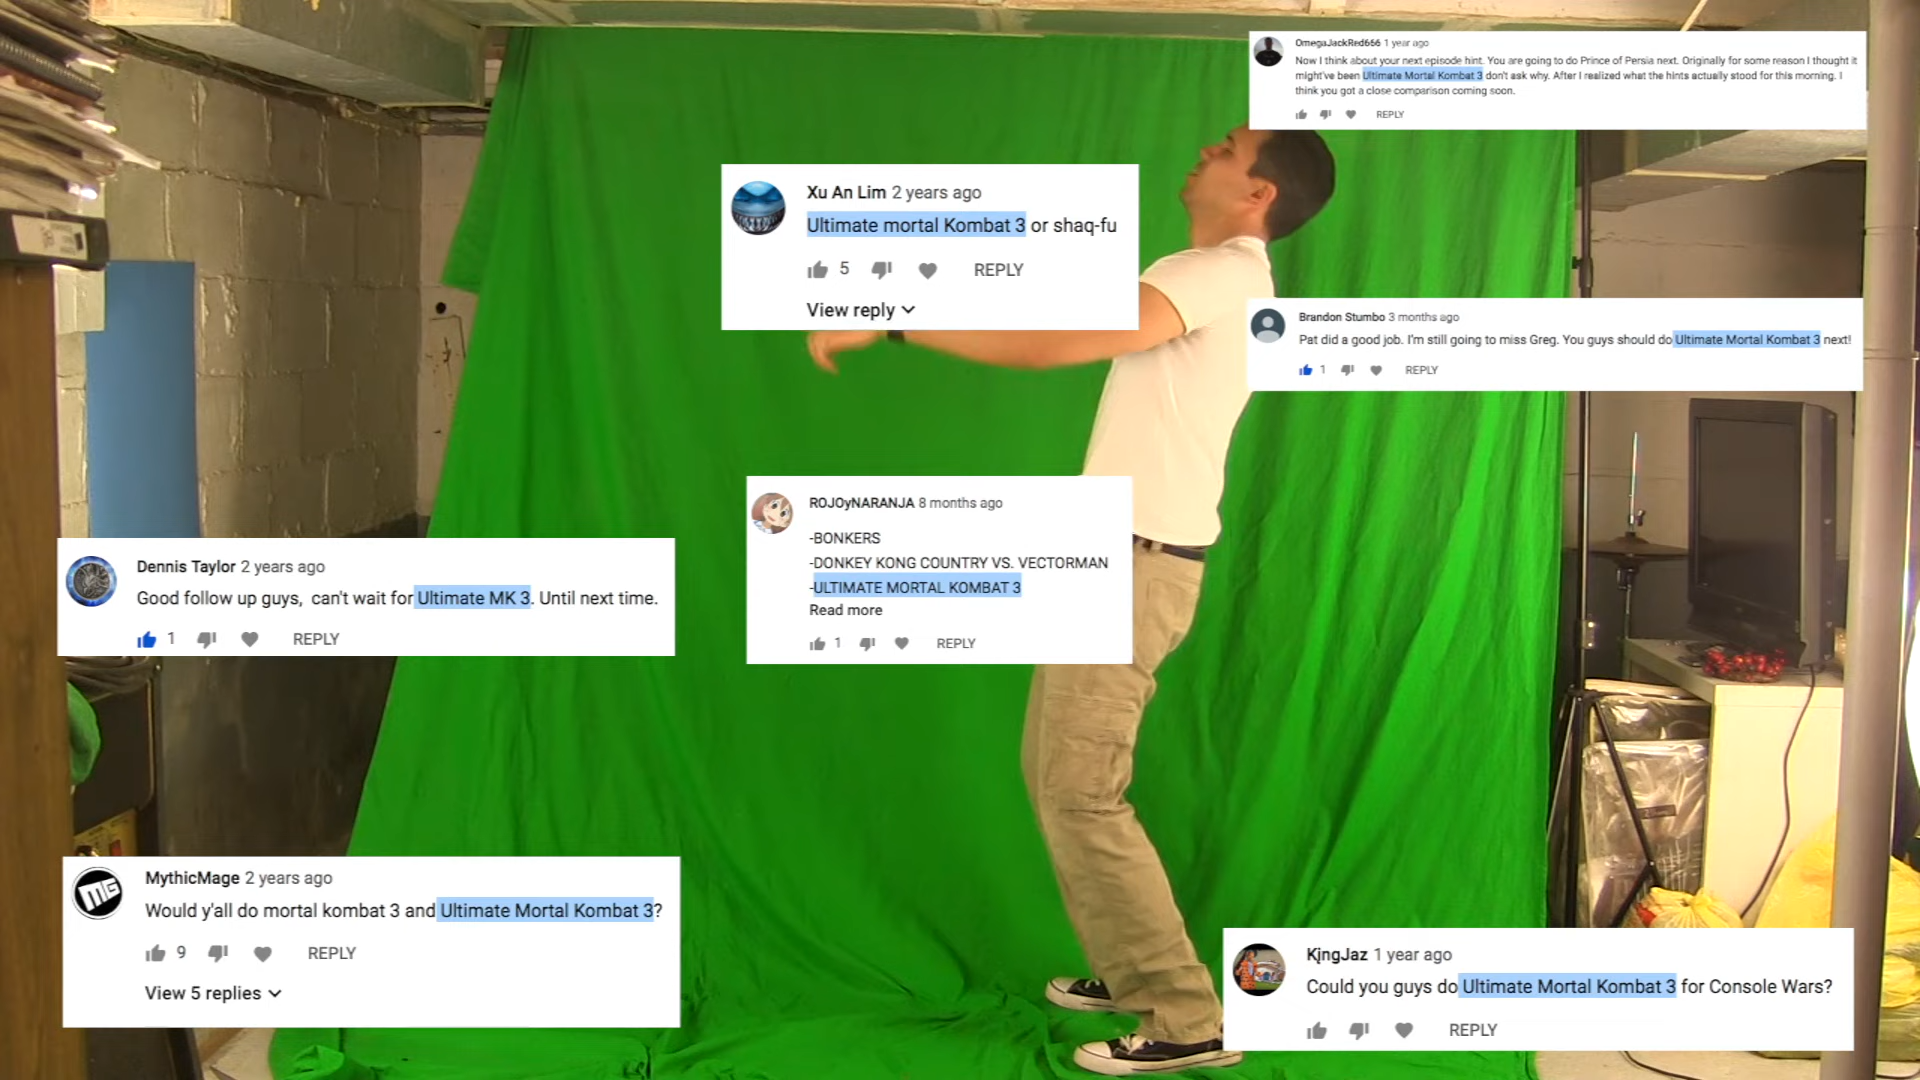 OmegaJackRed666 1 year ago
Now I think about your next episode hint. You are going to do Prince of Persia next. Originally for some reason I thought it
might've been Ultimate Mortal Kombat 3 don't ask why. After I realized what the hints actually stood for this morning. I
think you got a close comparison coming soon.
REPLY
Xu An Lim 2 years ago
Ultimate mortal Kombat 3 or shaq-fu
5 REPLY
View reply
Brandon Stumbo 3 months ago
Pat did a good job. I'm still going to miss Greg. You guys should do Ultimate Mortal Kombat 3 next!
1 REPLY
ROJOyNARANJA 8 months ago
-BONKERS
-DONKEY KONG COUNTRY VS. VECTORMAN
-ULTIMATE MORTAL KOMBAT 3
Read more
1 REPLY
Dennis Taylor 2 years ago
Good follow up guys, can't wait for Ultimate MK 3. Until next time.
1 REPLY
MythicMage 2 years ago
Would y'all do mortal kombat 3 and Ultimate Mortal Kombat 3?
9 REPLY
View 5 replies
KįngJaz 1 year ago
Could you guys do Ultimate Mortal Kombat 3 for Console Wars?
REPLY